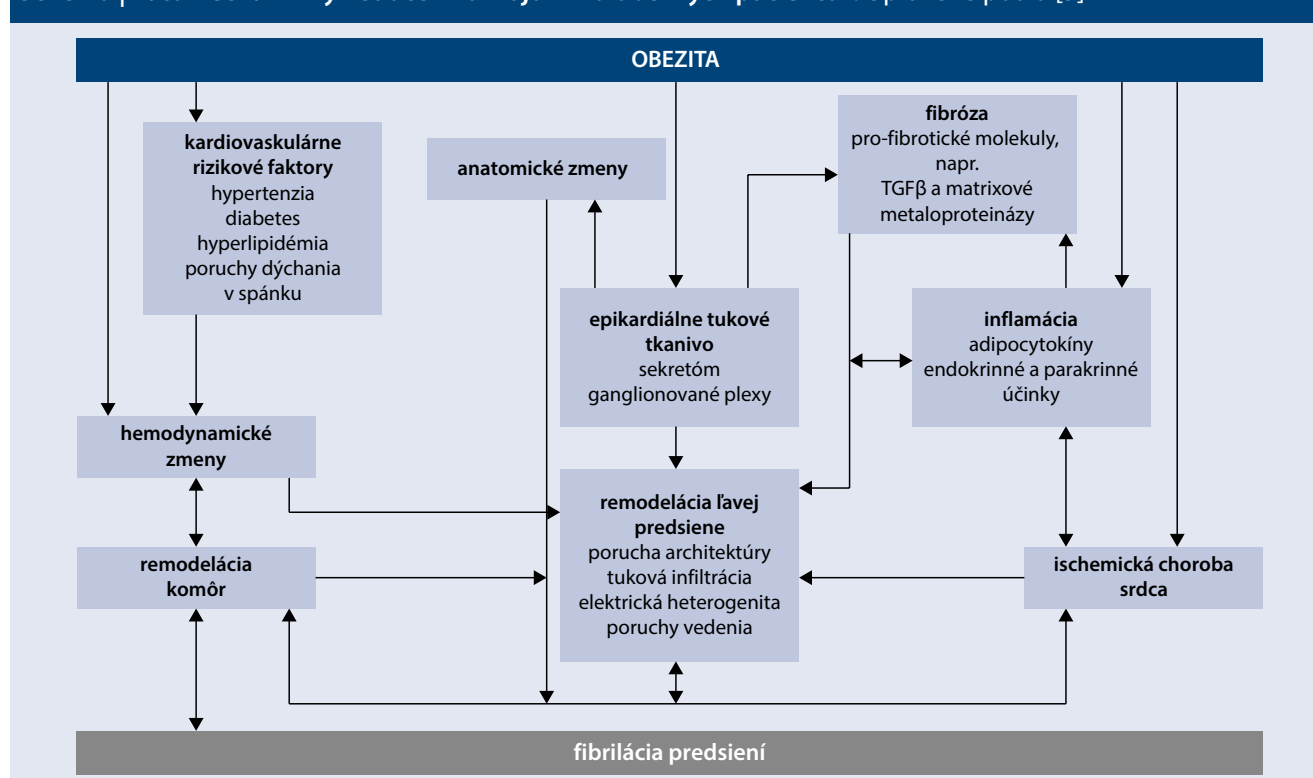 OBEZITA
kardiovaskulárne
rizikové faktory
hypertenzia
diabetes
hyperlipidémia
poruchy dýchania
v spánku
anatomické zmeny
fibróza
pro-fibrotické molekuly,
napr.
TGFβ a matrixové
metaloproteinázy
epikardiálne tukové
tkanivo
sekretóm
ganglionované plexy
inflamácia
adipocytokíny
endokrinné a parakrinné
účinky
hemodynamické
zmeny
remodelácia ľavej
predsiene
porucha architektúry
tuková infiltrácia
elektrická heterogenita
poruchy vedenia
remodelácia
komôr
ischemická choroba
srdca
fibrilácia predsiení